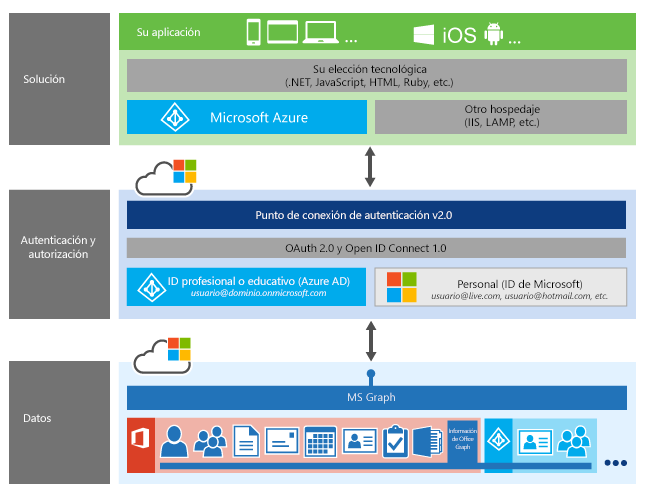 Solución
Su aplicación
...
iOS
...
Su elección tecnológica
(.NET, JavaScript, HTML, Ruby, etc.)
Microsoft Azure
Otro hospedaje
(IIS, LAMP, etc.)
Autenticación y
autorización
Punto de conexión de autenticación v2.0
OAuth 2.0 y Open ID Connect 1.0
ID profesional o educativo (Azure AD)
usuario@dominio.onmicrosoft.com
Personal (ID de Microsoft)
usuario@live.com, usuario@hotmail.com, etc.
Datos
MS Graph
Información
de Office
Graph